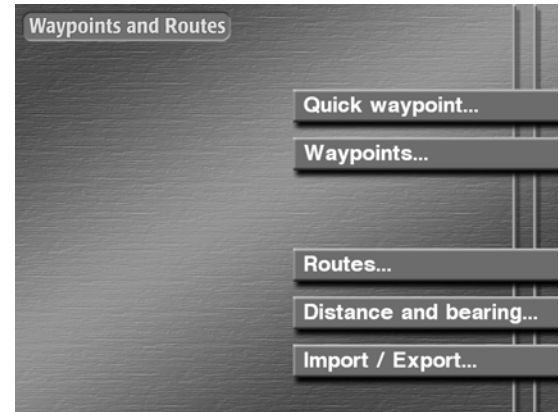 Waypoints and Routes
Quick waypoint...
Waypoints...
Routes...
Distance and bearing...
Import / Export...